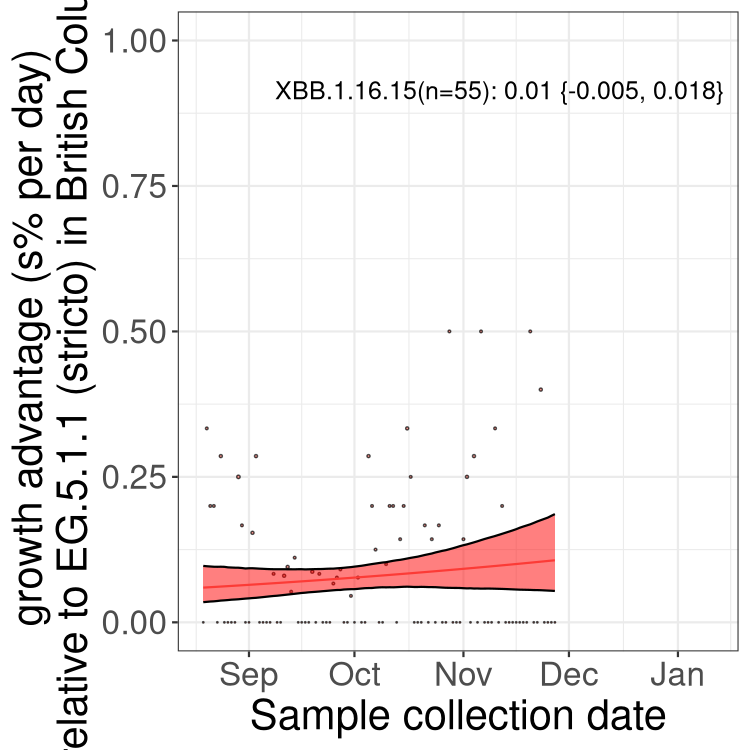 growth advantage (s% per day)
relative to EG.5.1.1 (stricto) in British
1.00
0.75
0.50
0.25
0.00
XBB.1.16.15(n=55): 0.01 {-0.005, 0.018}
Sep
Oct
Nov
Dec
Jan
Sample collection date